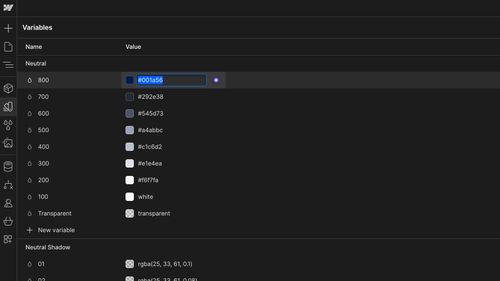 Variables
Name Value
Neutral
800 #001a56
700 #292e38
600 #545d73
500 #a4abbc
400 #c1c6d2
300 #e1e4ea
200 #f6f7fa
100 white
Transparent transparent
New variable
Neutral Shadow
01 rgba(25, 33, 61, 0.1)
02 rgba(25, 33, 61, 0.08)